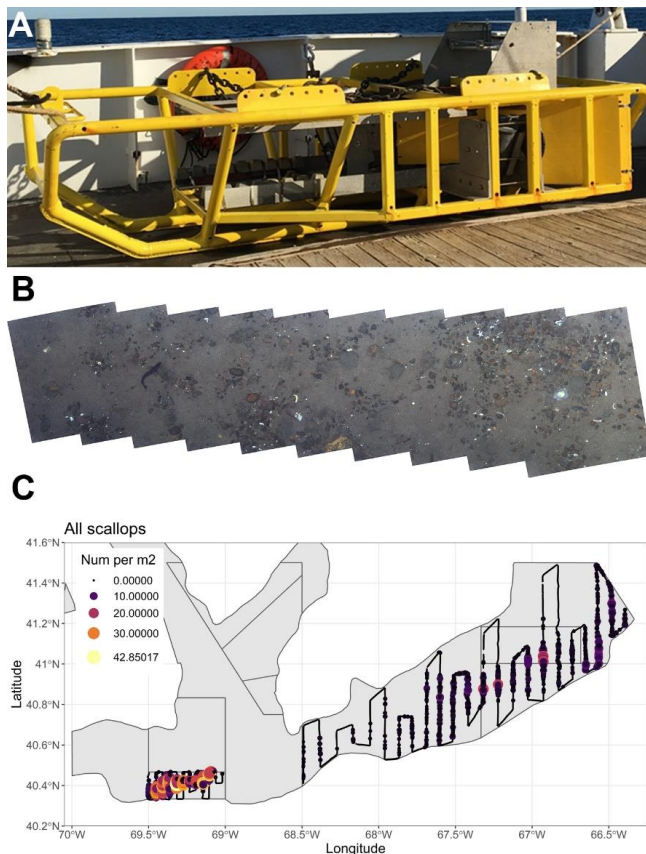 A
B
C
All scallops
Num per m2
0.00000
10.00000
20.00000
30.00000
42.85017
41.6°N
41.4°N
41.2°N
41°N
40.8°N
40.6°N
40.4°N
40.2°N
Latitude
70°W 69.5°W 69°W 68.5°W 68°W 67.5°W 67°W 66.5°W
Longitude